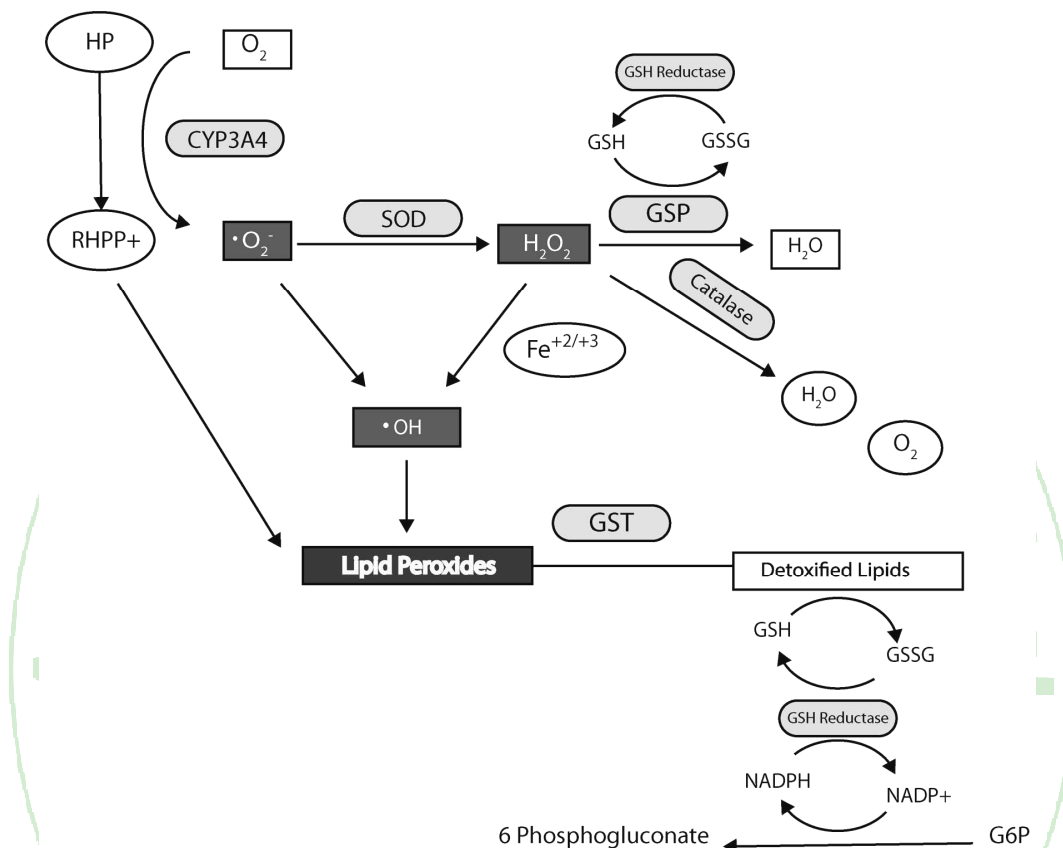 HP
O₂
GSH Reductase
CYP3A4
GSH
GSSG
RHPP+
•O₂⁻
SOD
H₂O₂
GSP
H₂O
Catalase
Fe⁺²/⁺³
H₂O
O₂
•OH
GST
Lipid Peroxides
Detoxified Lipids
GSH
GSSG
GSH Reductase
NADPH
NADP+
6 Phosphogluconate
G6P